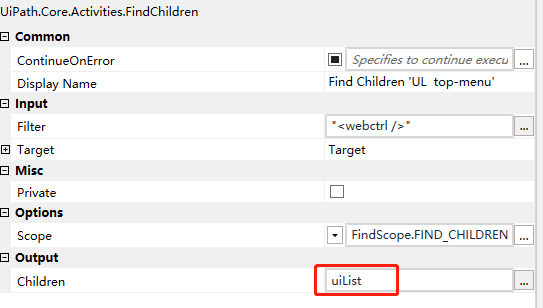 UiPath.Core.Activities.FindChildren
Common
ContinueOnError
Specifies to continue execu
...
Display Name
Find Children 'UL  top-menu'
Input
Filter
"<webctrl />"
...
Target
Target
Misc
Private
Options
Scope
FindScope.FIND_CHILDREN
...
Output
Children
uiList
...